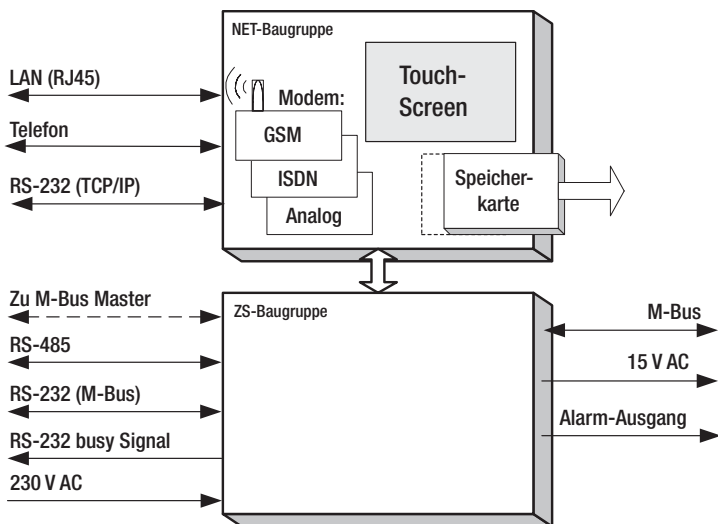 NET-Baugruppe
LAN (RJ45)
Telefon
RS-232 (TCP/IP)
Modem:
GSM
ISDN
Analog
Touch-
Screen
Speicher-
karte
Zu M-Bus Master
RS-485
RS-232 (M-Bus)
RS-232 busy Signal
230 V AC
ZS-Baugruppe
M-Bus
15 V AC
Alarm-Ausgang